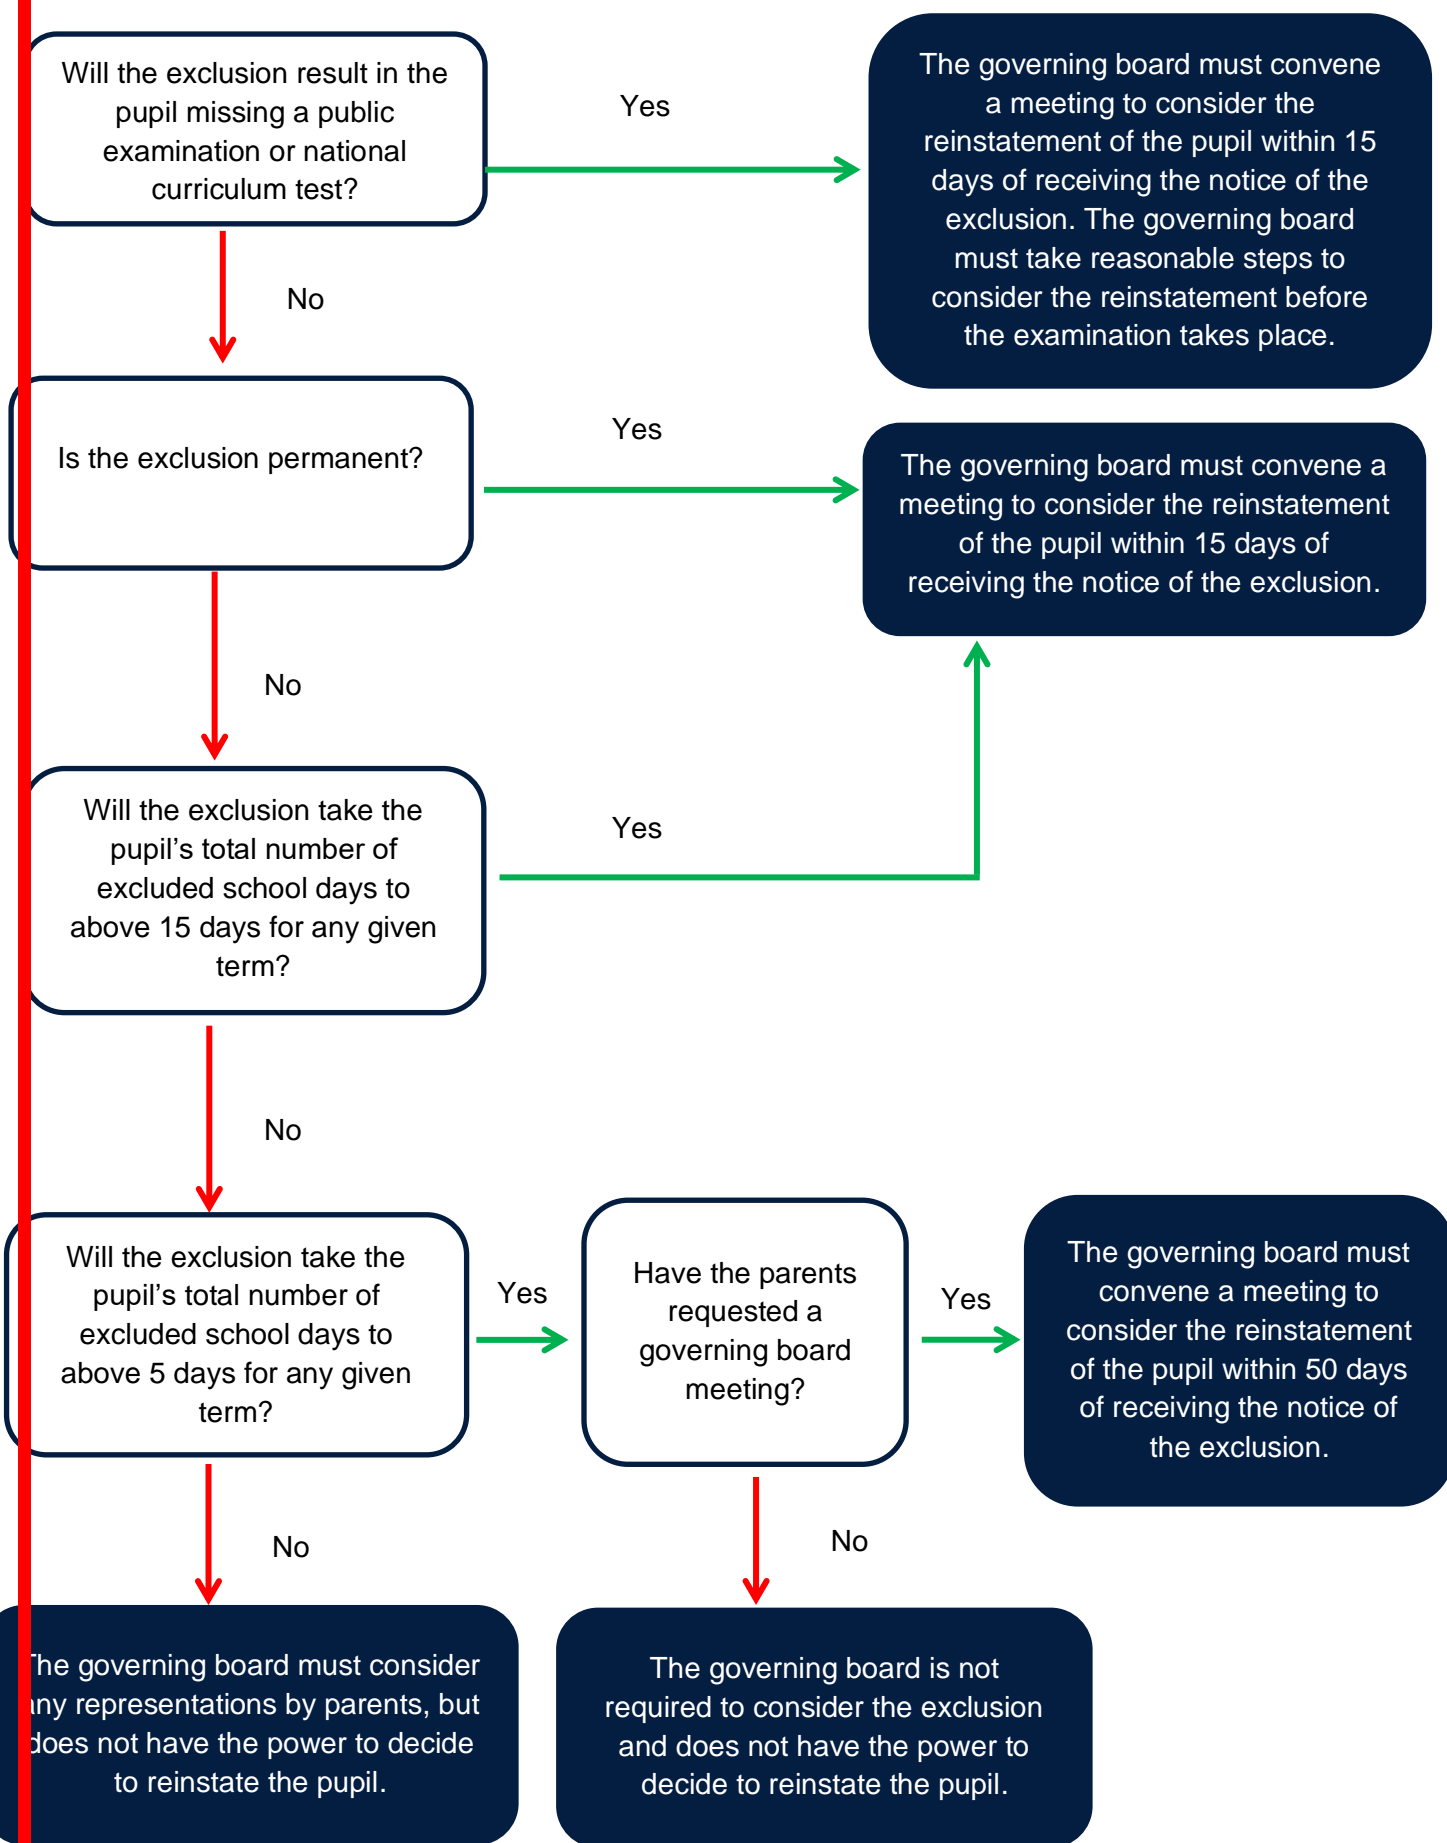 Will the exclusion result in the
pupil missing a public
examination or national
curriculum test?
Yes
The governing board must convene
a meeting to consider the
reinstatement of the pupil within 15
days of receiving the notice of the
exclusion. The governing board
must take reasonable steps to
consider the reinstatement before
the examination takes place.
No
Is the exclusion permanent?
Yes
The governing board must convene a
meeting to consider the reinstatement
of the pupil within 15 days of
receiving the notice of the exclusion.
No
Will the exclusion take the
pupil’s total number of
excluded school days to
above 15 days for any given
term?
Yes
No
Will the exclusion take the
pupil’s total number of
excluded school days to
above 5 days for any given
term?
Yes
Have the parents
requested a
governing board
meeting?
Yes
The governing board must
convene a meeting to
consider the reinstatement
of the pupil within 50 days
of receiving the notice of
the exclusion.
No
No
The governing board must consider
any representations by parents, but
does not have the power to decide
to reinstate the pupil.
The governing board is not
required to consider the exclusion
and does not have the power to
decide to reinstate the pupil.